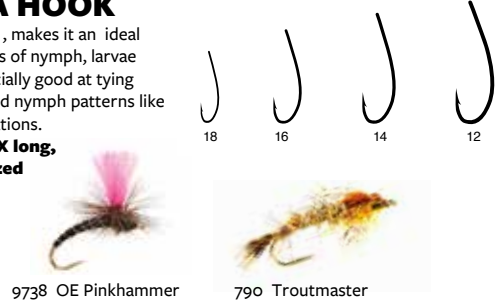 A HOOK
, makes it an ideal
s of nymph, larvae
cially good at tying
d nymph patterns like
tions.
X long,
zed
18 16 14 12
9738 OE Pinkhammer
790 Troutmaster